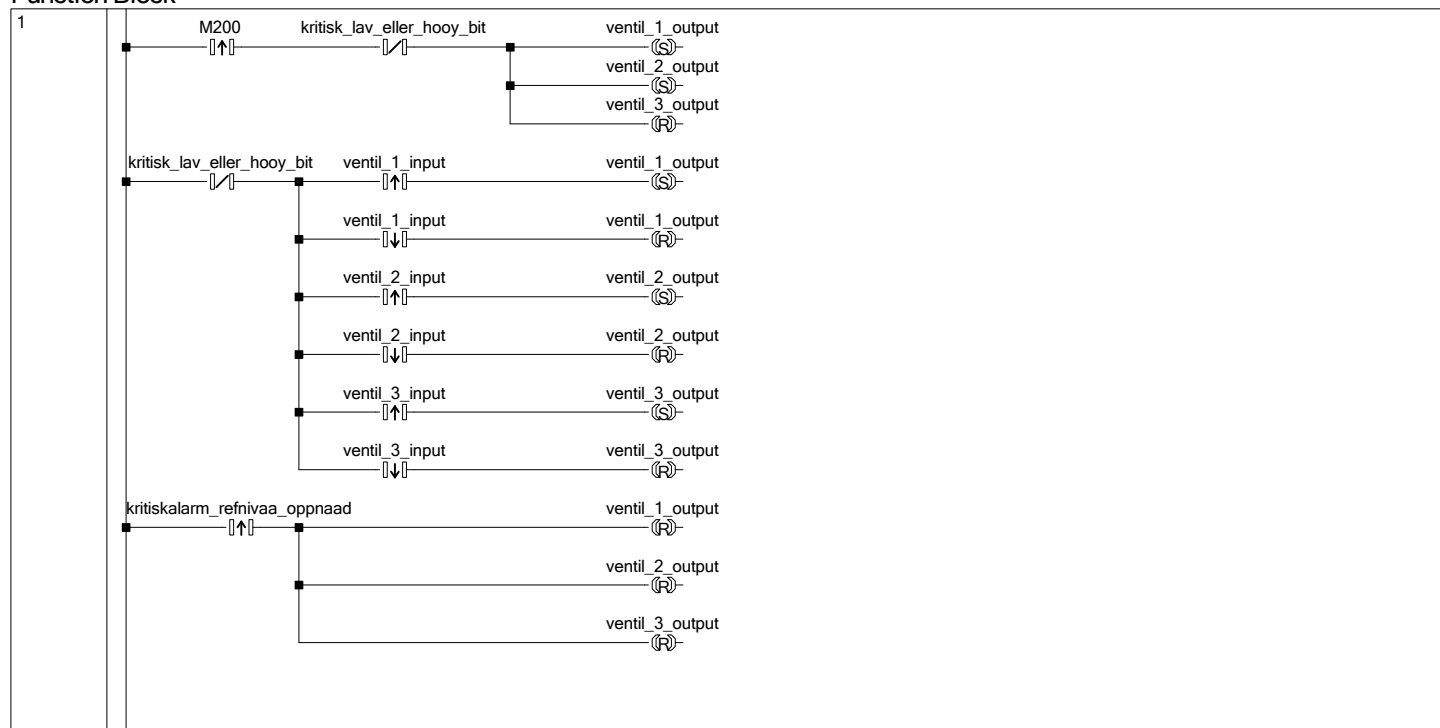 Function Block
1
M200 kritisk_lav_eller_hooy_bit ventil_1_output
S
ventil_2_output
S
ventil_3_output
R
kritisk_lav_eller_hooy_bit ventil_1_input ventil_1_output
S
ventil_1_input ventil_1_output
R
ventil_2_input ventil_2_output
S
ventil_2_input ventil_2_output
R
ventil_3_input ventil_3_output
S
ventil_3_input ventil_3_output
R
kritiskalarm_refnivaa_oppnaad ventil_1_output
R
ventil_2_output
R
ventil_3_output
R